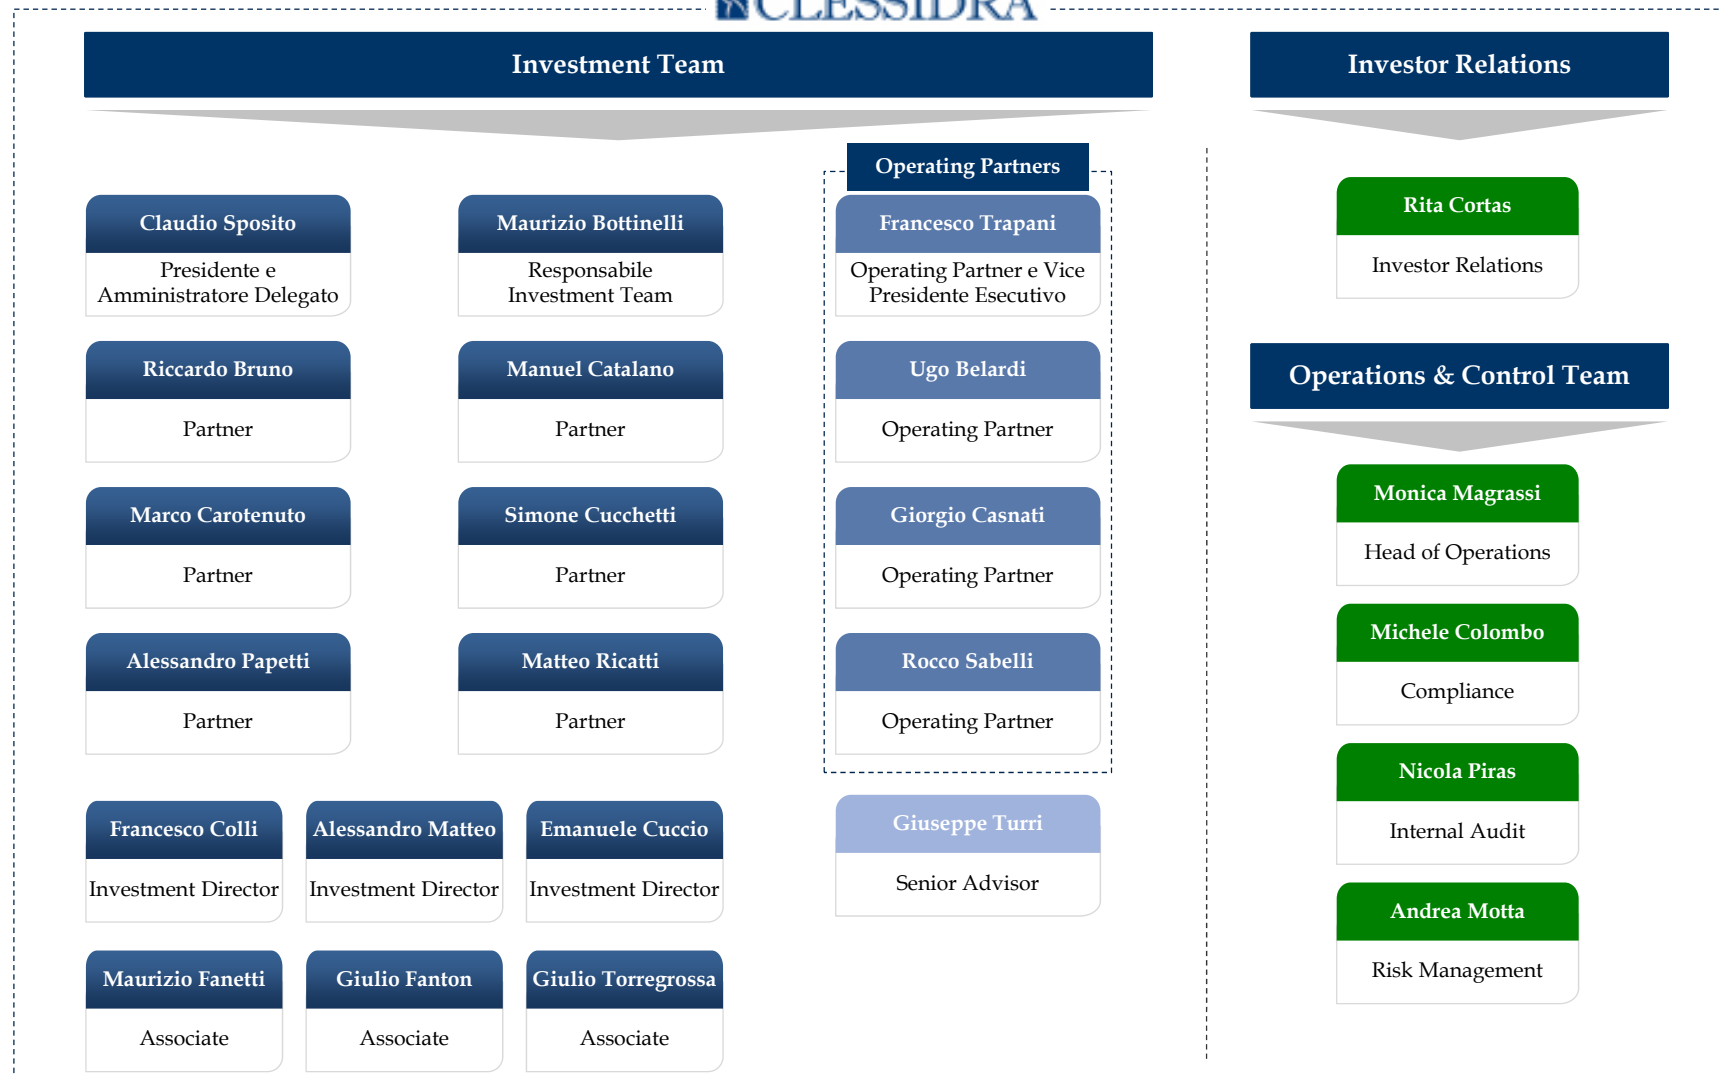 CLESSIDRA
Investment Team
Operating Partners
Claudio Sposito
Presidente e
Amministratore Delegato
Maurizio Bottinelli
Responsabile
Investment Team
Francesco Trapani
Operating Partner e Vice
Presidente Esecutivo
Riccardo Bruno
Partner
Manuel Catalano
Partner
Ugo Belardi
Operating Partner
Marco Carotenuto
Partner
Simone Cucchetti
Partner
Giorgio Casnati
Operating Partner
Alessandro Papetti
Partner
Matteo Ricatti
Partner
Rocco Sabelli
Operating Partner
Francesco Colli
Investment Director
Alessandro Matteo
Investment Director
Emanuele Cuccio
Investment Director
Giuseppe Turri
Senior Advisor
Maurizio Fanetti
Associate
Giulio Fanton
Associate
Giulio Torregrossa
Associate
Investor Relations
Rita Cortas
Investor Relations
Operations & Control Team
Monica Magrassi
Head of Operations
Michele Colombo
Compliance
Nicola Piras
Internal Audit
Andrea Motta
Risk Management